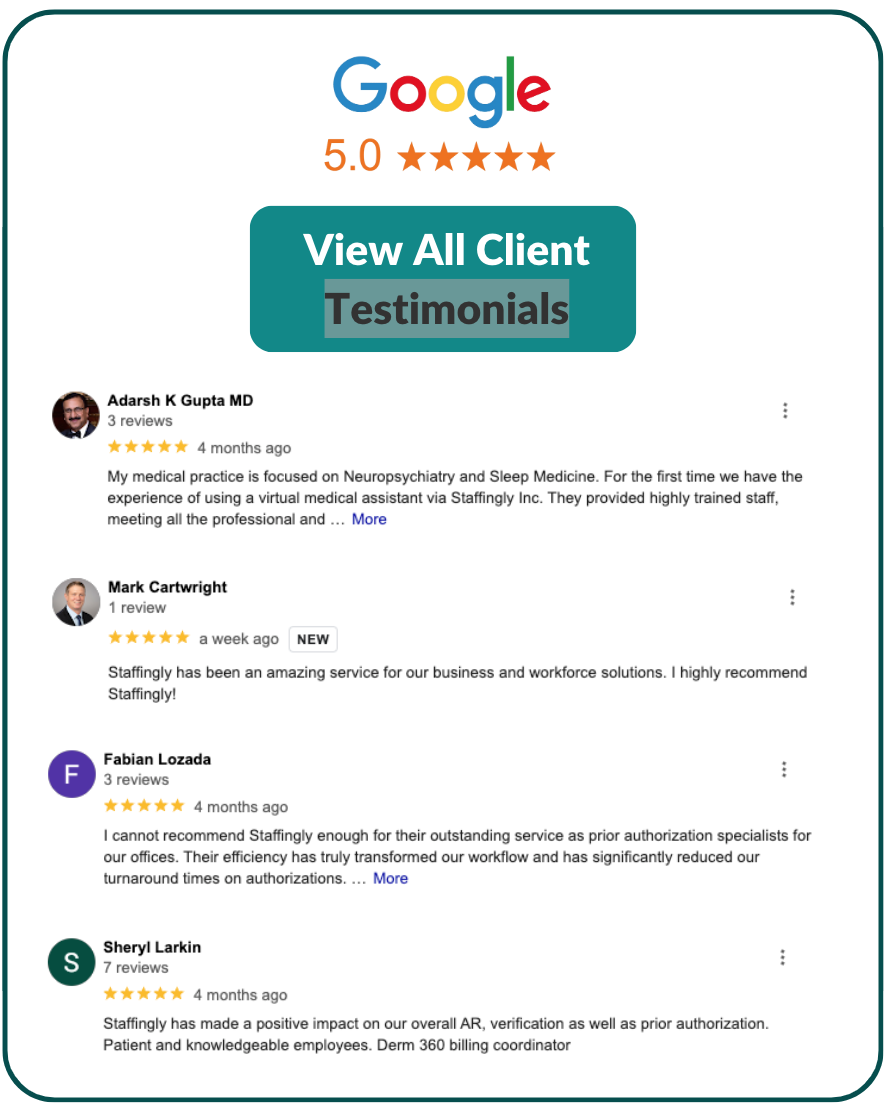 Google
5.0
View All Client
Testimonials
Adarsh K Gupta MD
3 reviews
4 months ago
My medical practice is focused on Neuropsychiatry and Sleep Medicine. For the first time we have the
experience of using a virtual medical assistant via Staffingly Inc. They provided highly trained staff,
meeting all the professional and … More
Mark Cartwright
1 review
a week ago NEW
Staffingly has been an amazing service for our business and workforce solutions. I highly recommend
Staffingly!
F
Fabian Lozada
3 reviews
4 months ago
I cannot recommend Staffingly enough for their outstanding service as prior authorization specialists for
our offices. Their efficiency has truly transformed our workflow and has significantly reduced our
turnaround times on authorizations. … More
S
Sheryl Larkin
7 reviews
4 months ago
Staffingly has made a positive impact on our overall AR, verification as well as prior authorization.
Patient and knowledgeable employees. Derm 360 billing coordinator